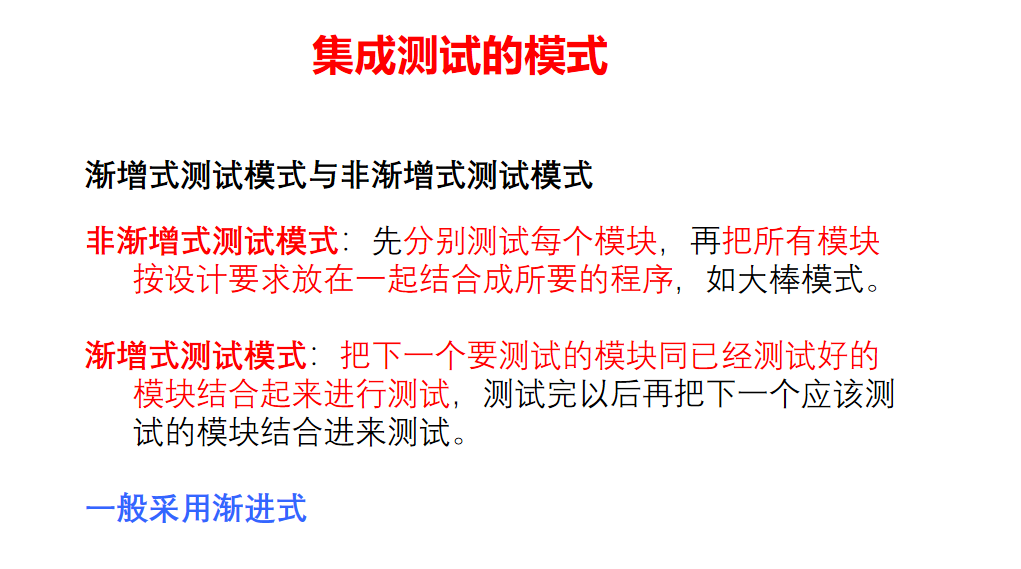 集成测试的模式
渐增式测试模式与非渐增式测试模式
非渐增式测试模式：先分别测试每个模块，再把所有模块
按设计要求放在一起结合成所要的程序，如大棒模式。
渐增式测试模式：把下一个要测试的模块同已经测试好的
模块结合起来进行测试，测试完以后再把下一个应该测
试的模块结合进来测试。
一般采用渐进式